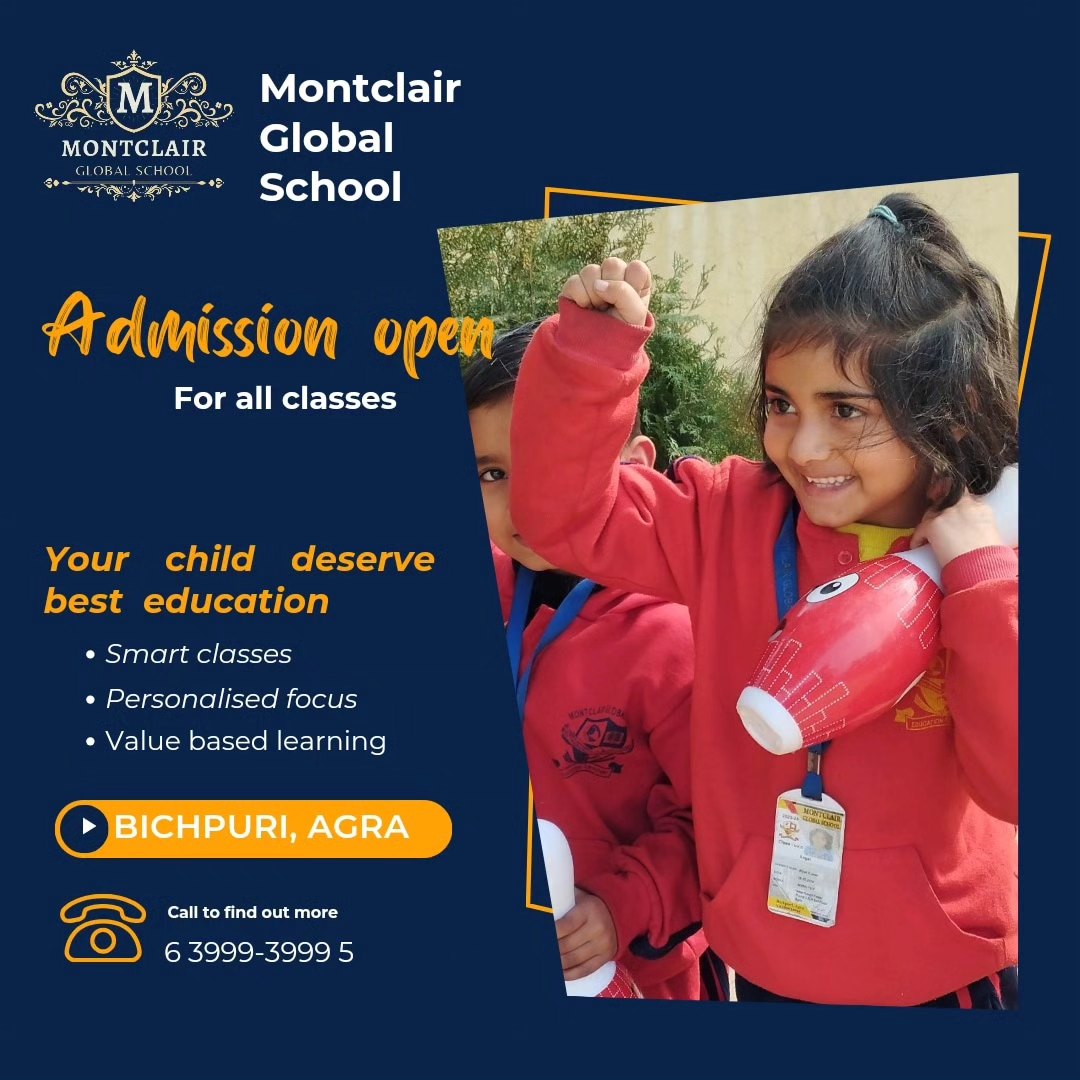 M
MONTCLAIR
GLOBAL SCHOOL
Montclair
Global
School
Admission open
For all classes
Your child deserve
best education
• Smart classes
• Personalised focus
• Value based learning
BICHPURI, AGRA
Call to find out more
6 3999-3999 5
MONTCLAIR
GLOBAL SCHOOL